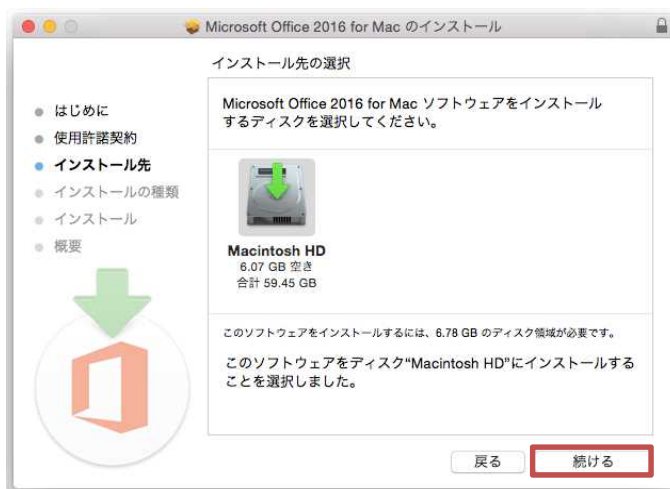 Microsoft Office 2016 for Mac のインストール
インストール先の選択
はじめに
使用許諾契約
インストール先
インストールの種類
インストール
概要
Microsoft Office 2016 for Mac ソフトウェアをインストール
するディスクを選択してください。
Macintosh HD
6.07 GB 空き
合計 59.45 GB
このソフトウェアをインストールするには、6.78 GB のディスク領域が必要です。
このソフトウェアをディスク“Macintosh HD”にインストールする
ことを選択しました。
戻る
続ける